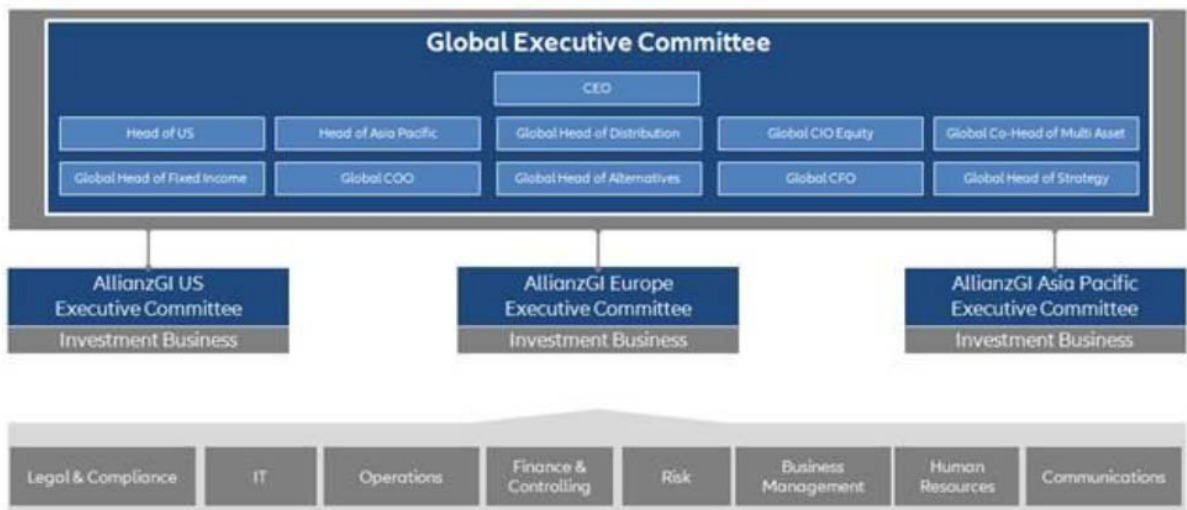 Global Executive Committee
CEO
Head of US
Head of Asia Pacific
Global Head of Distribution
Global CIO Equity
Global Co-Head of Multi Asset
Global Head of Fixed Income
Global COO
Global Head of Alternatives
Global CFO
Global Head of Strategy
AllianzGI US
Executive Committee
Investment Business
AllianzGI Europe
Executive Committee
Investment Business
AllianzGI Asia Pacific
Executive Committee
Investment Business
Legal & Compliance
IT
Operations
Finance &
Controlling
Risk
Business
Management
Human
Resources
Communications